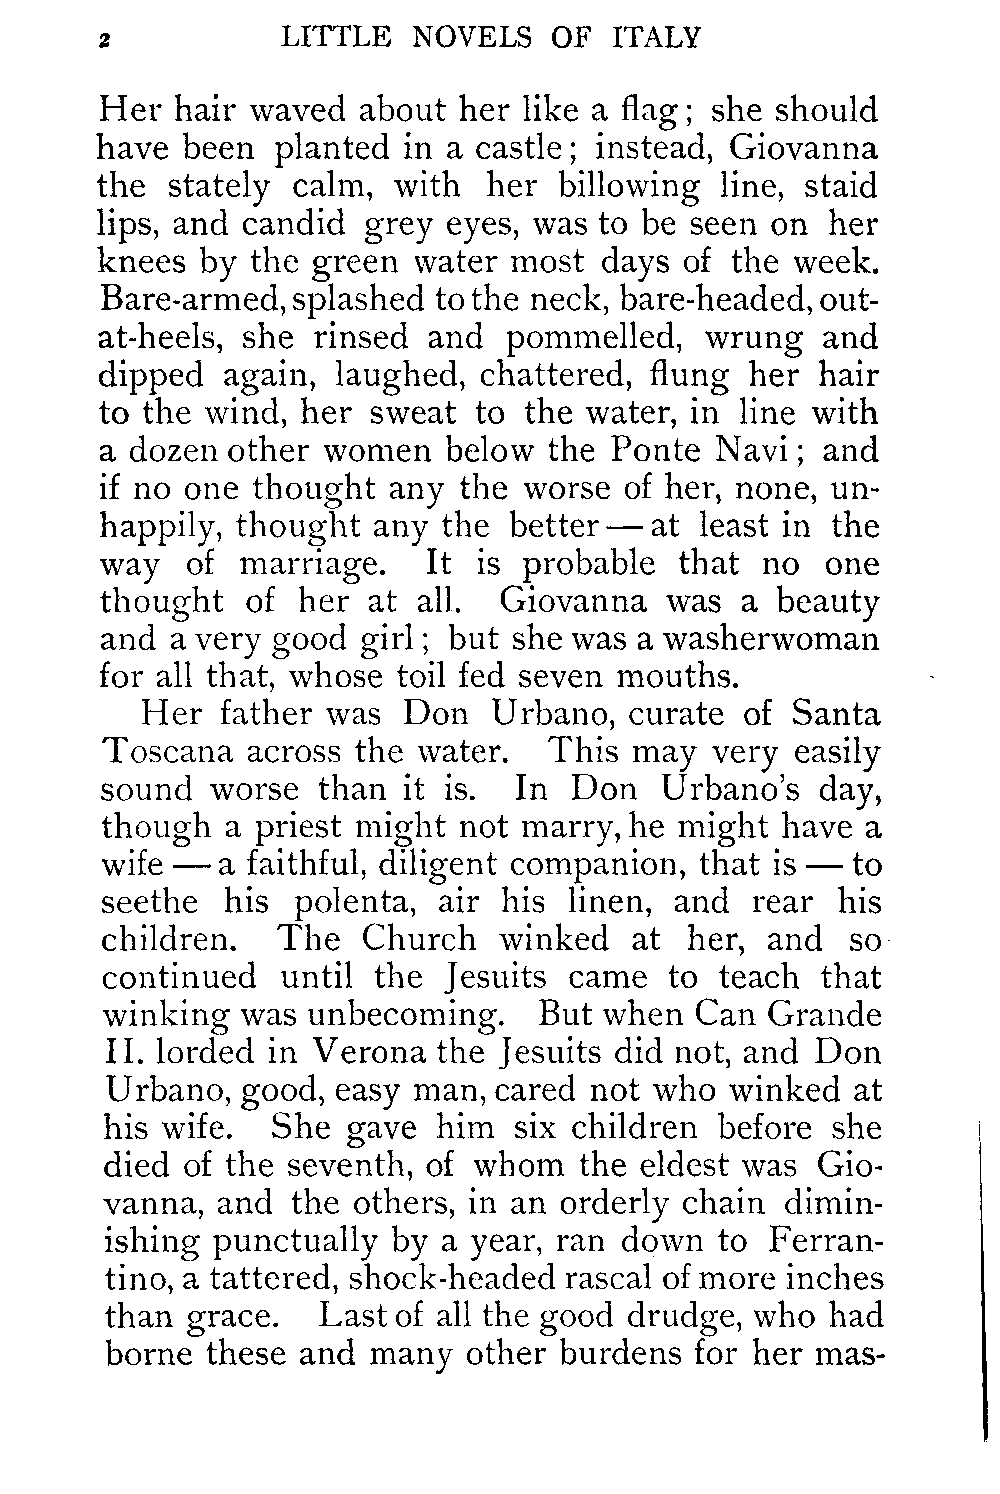 2 LITTLE NOVELS OF ITALY
Her hair waved about her like a flag; she should
have been planted in a castle; instead, Giovanna
the stately calm, with her billowing line, staid
lips, and candid grey eyes, was to be seen on her
knees by the green water most days of the week.
Bare-armed, splashed to the neck, bare-headed, out-
at-heels, she rinsed and pommelled, wrung and
dipped again, laughed, chattered, flung her hair
to the wind, her sweat to the water, in line with
a dozen other women below the Ponte Navi; and
if no one thought any the worse of her, none, un-
happily, thought any the better — at least in the
way of marriage. It is probable that no one
thought of her at all. Giovanna was a beauty
and a very good girl; but she was a washerwoman
for all that, whose toil fed seven mouths.
Her father was Don Urbano, curate of Santa
Toscana across the water. This may very easily
sound worse than it is. In Don Urbano's day,
though a priest might not marry, he might have a
wife — a faithful, diligent companion, that is — to
seethe his polenta, air his linen, and rear his
children. The Church winked at her, and so
continued until the Jesuits came to teach that
winking was unbecoming. But when Can Grande
II. lorded in Verona the Jesuits did not, and Don
Urbano, good, easy man, cared not who winked at
his wife. She gave him six children before she
died of the seventh, of whom the eldest was Gio-
vanna, and the others, in an orderly chain dimin-
ishing punctually by a year, ran down to Ferran-
tino, a tattered, shock-headed rascal of more inches
than grace. Last of all the good drudge, who had
borne these and many other burdens for her mas-